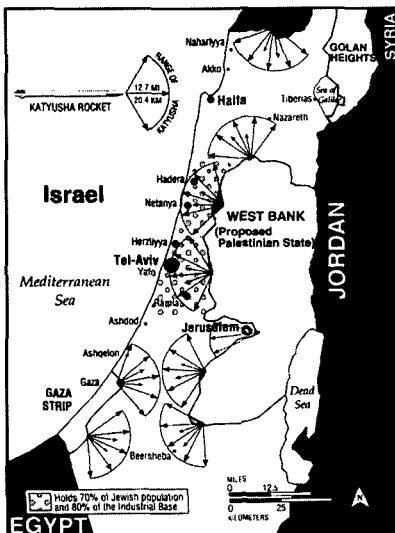 SYRIA
Nahariyya
Akko
GOLAN
HEIGHTS
RANGE OF
KATYUSHA
12.7 MI
20.4 KM
KATYUSHA ROCKET
Haifa
Tiberias
Sea of
Galilee
Nazareth
Hadera
Israel
Netanya
WEST BANK
(Proposed
Palestinian State)
JORDAN
Herzliyya
Tel-Aviv
Yafo
Mediterranean
Sea
Ramla
Ashdod
Jerusalem
Ashqelon
Gaza
GAZA
STRIP
Dead
Sea
Beersheba
Holds 70% of Jewish population
and 80% of the Industrial Base
MILES
0 12.5
0 25
KILOMETERS
N
EGYPT